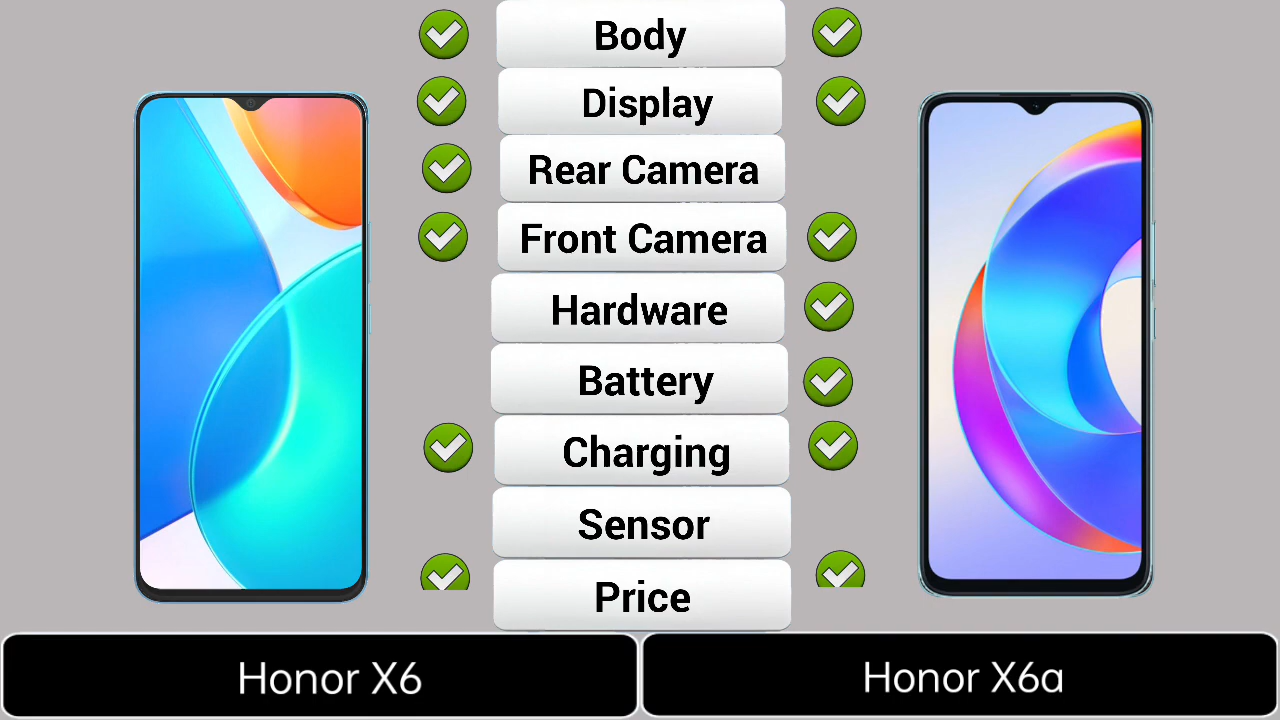 Body
Display
Rear Camera
Front Camera
Hardware
Battery
Charging
Sensor
Price
Honor X6
Honor X6a